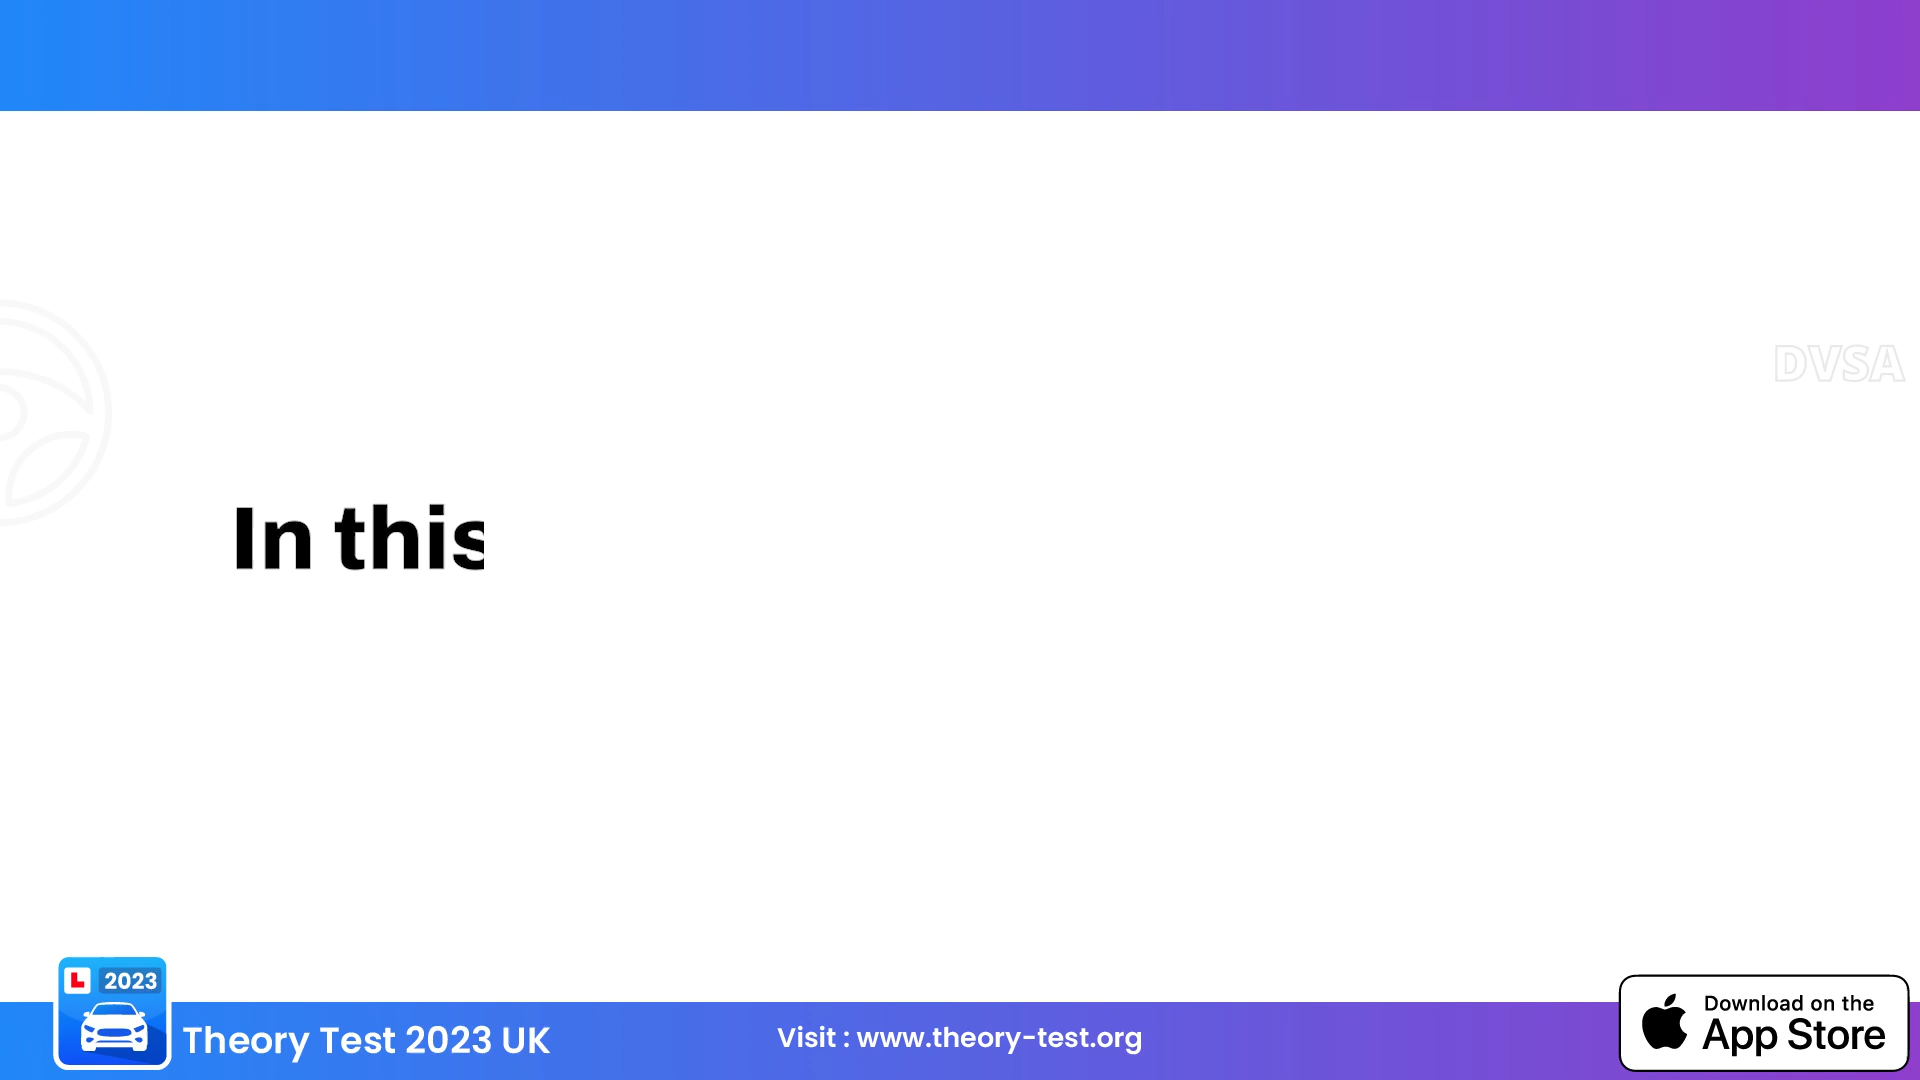 DVSA
In this
L 2023
Theory Test 2023 UK
Visit : www.theory-test.org
Download on the
App Store